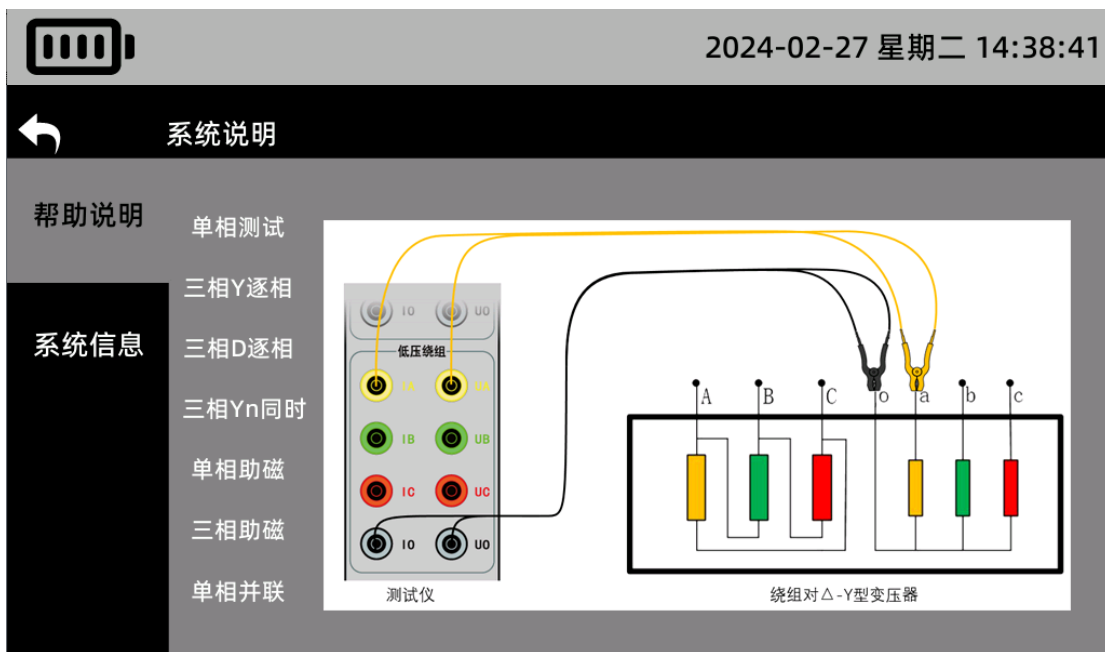 2024-02-27 星期二 14:38:41
系统说明
帮助说明
系统信息
单相测试
三相Y逐相
三相D逐相
三相Yn同时
单相助磁
三相助磁
单相并联
IO UO
低压绕组
IA UA
IB UB
IC UC
IO UO
测试仪
A B C o a b c
绕组对△-Y型变压器